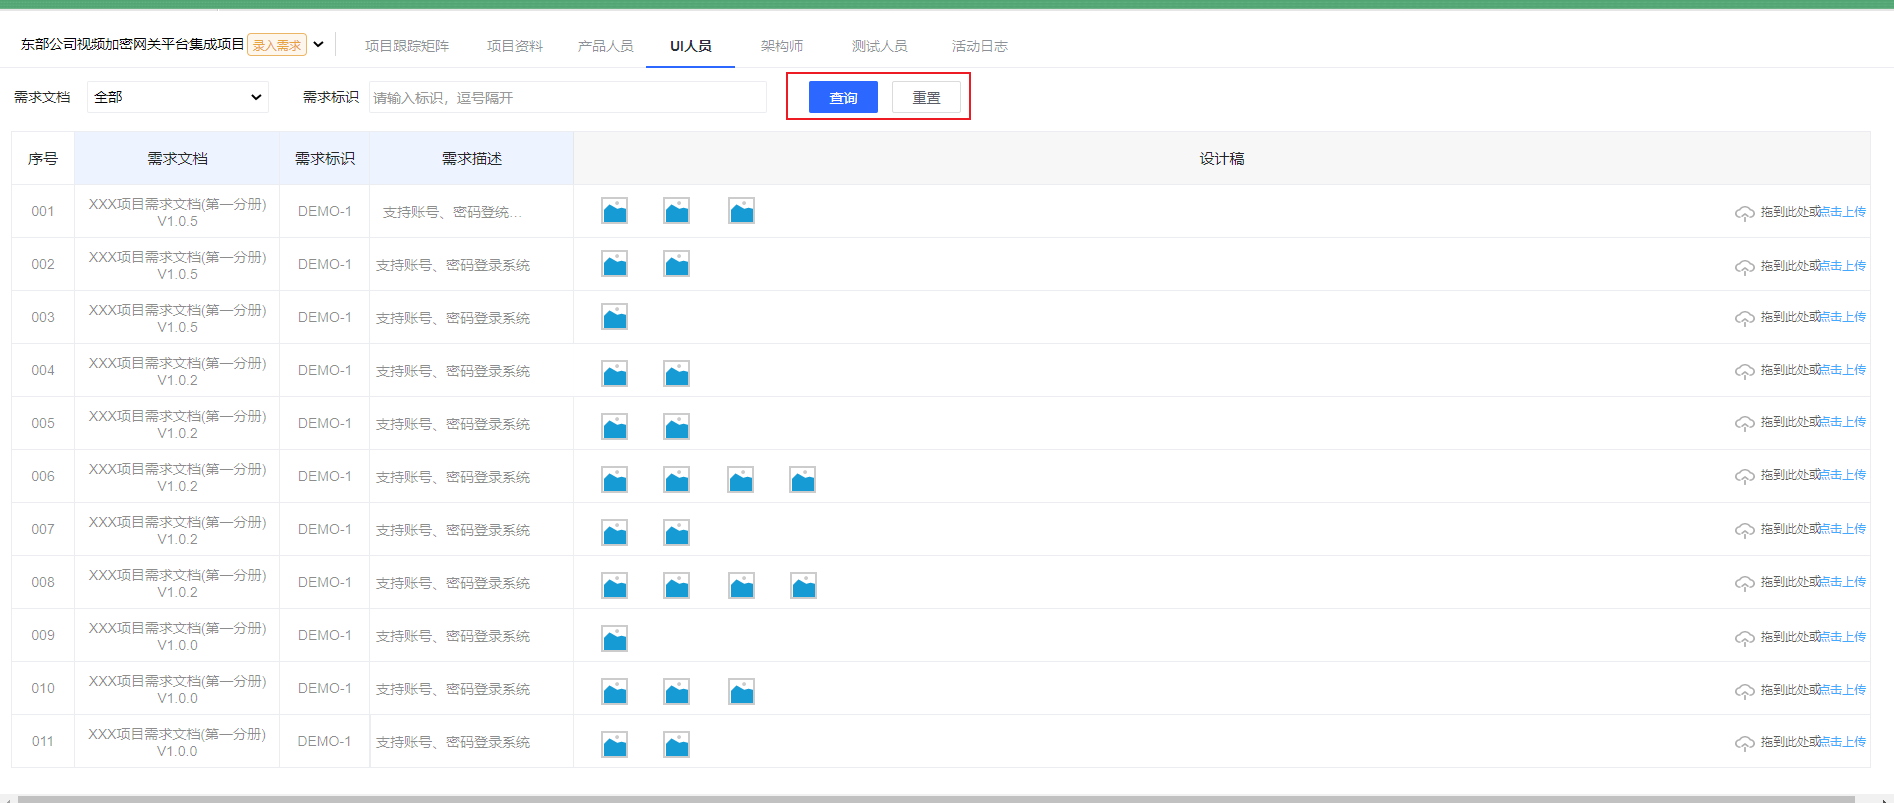 东部公司视频加密网关平台集成项目 录入需求 项目跟踪矩阵 项目资料 产品人员 UI人员 架构师 测试人员 活动日志
需求文档 全部 需求标识 请输入标识，逗号隔开 查询 重置
序号 需求文档 需求标识 需求描述 设计稿
001 XXX项目需求文档(第一分册) V1.0.5 DEMO-1 支持账号、密码登统... 拖到此处或点击上传
002 XXX项目需求文档(第一分册) V1.0.5 DEMO-1 支持账号、密码登录系统 拖到此处或点击上传
003 XXX项目需求文档(第一分册) V1.0.5 DEMO-1 支持账号、密码登录系统 拖到此处或点击上传
004 XXX项目需求文档(第一分册) V1.0.2 DEMO-1 支持账号、密码登录系统 拖到此处或点击上传
005 XXX项目需求文档(第一分册) V1.0.2 DEMO-1 支持账号、密码登录系统 拖到此处或点击上传
006 XXX项目需求文档(第一分册) V1.0.2 DEMO-1 支持账号、密码登录系统 拖到此处或点击上传
007 XXX项目需求文档(第一分册) V1.0.2 DEMO-1 支持账号、密码登录系统 拖到此处或点击上传
008 XXX项目需求文档(第一分册) V1.0.2 DEMO-1 支持账号、密码登录系统 拖到此处或点击上传
009 XXX项目需求文档(第一分册) V1.0.0 DEMO-1 支持账号、密码登录系统 拖到此处或点击上传
010 XXX项目需求文档(第一分册) V1.0.0 DEMO-1 支持账号、密码登录系统 拖到此处或点击上传
011 XXX项目需求文档(第一分册) V1.0.0 DEMO-1 支持账号、密码登录系统 拖到此处或点击上传